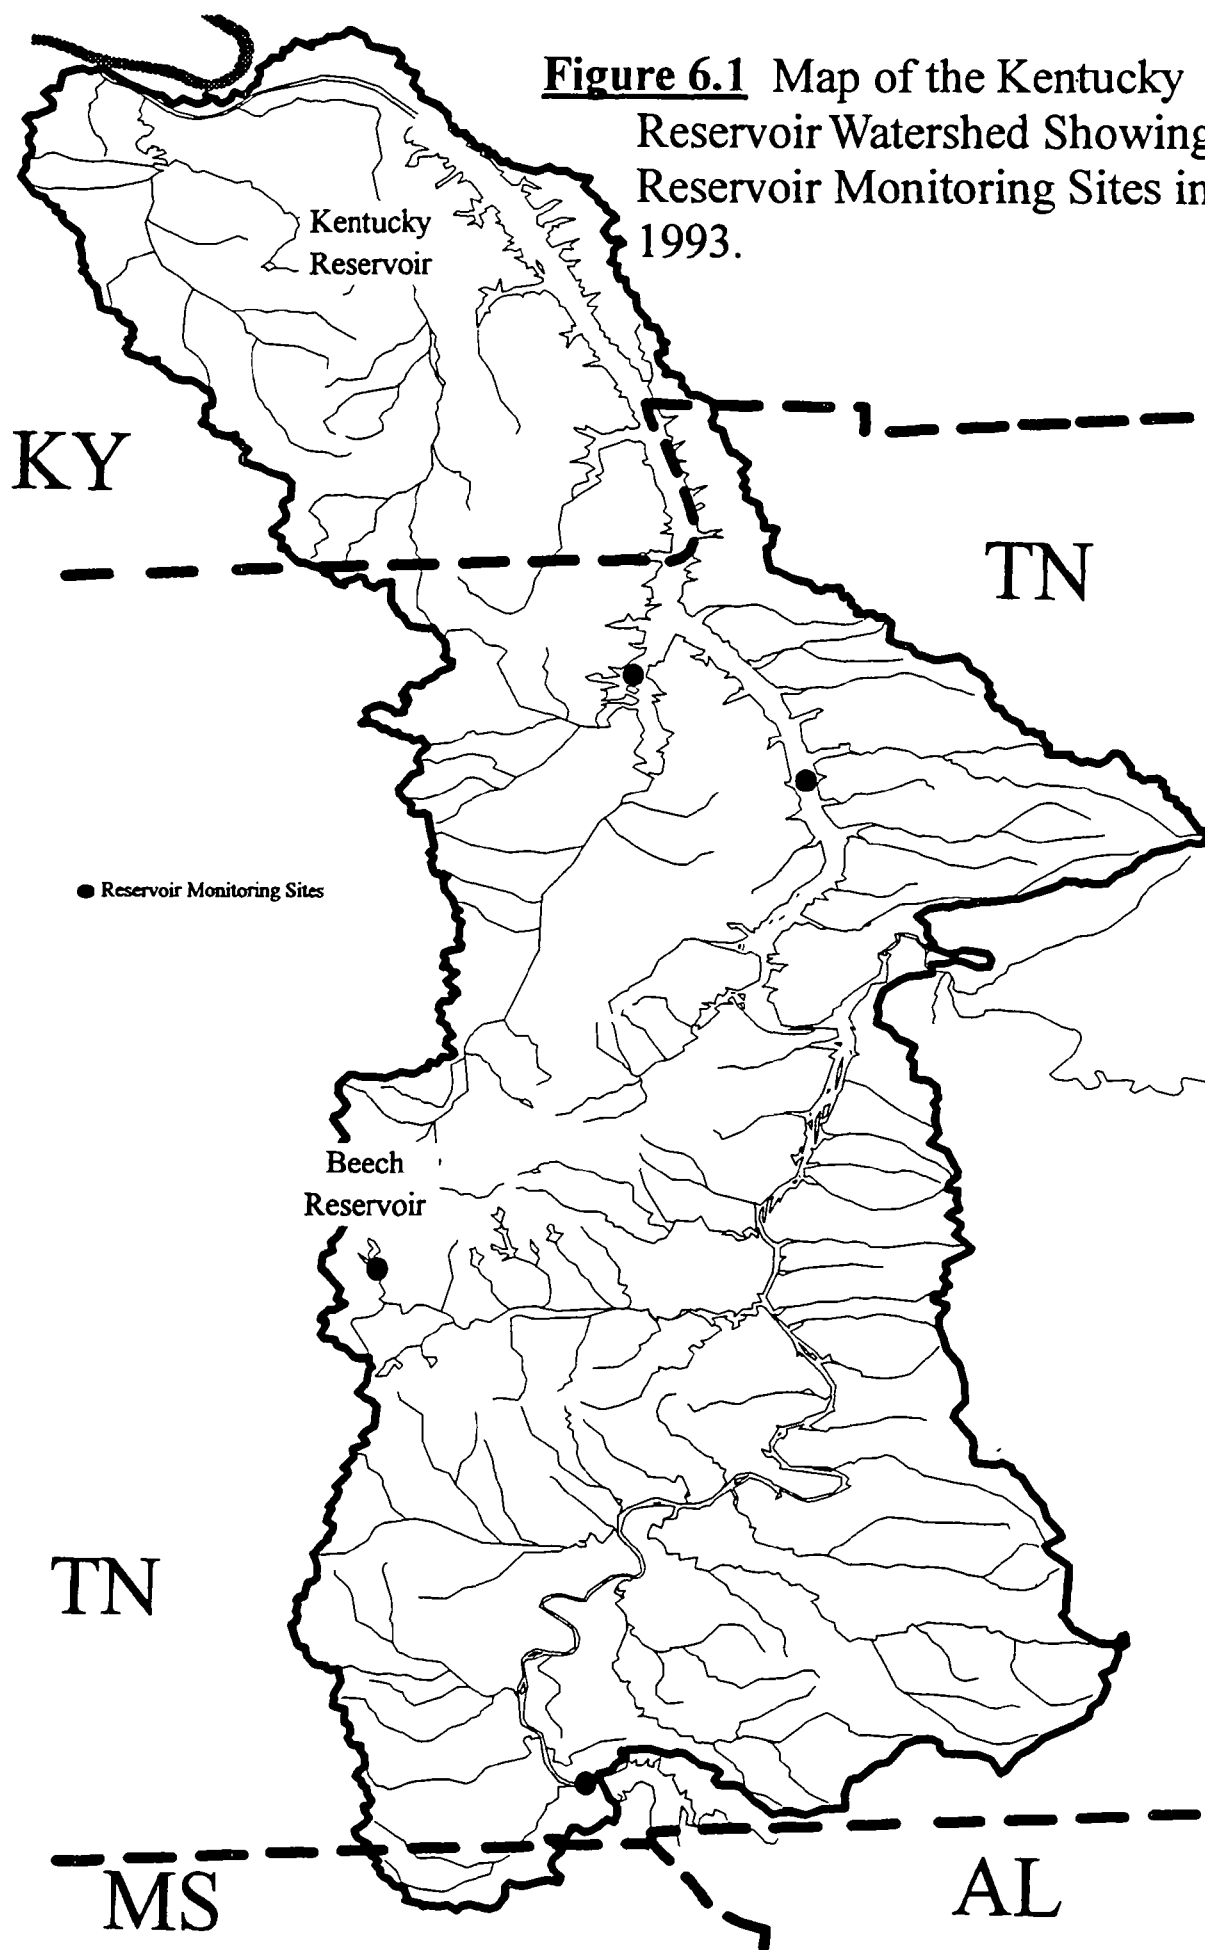 Figure 6.1 Map of the Kentucky
Reservoir Watershed Showing
Reservoir Monitoring Sites in
1993.
Kentucky
Reservoir
KY
TN
Reservoir Monitoring Sites
Beech
Reservoir
TN
MS
AL